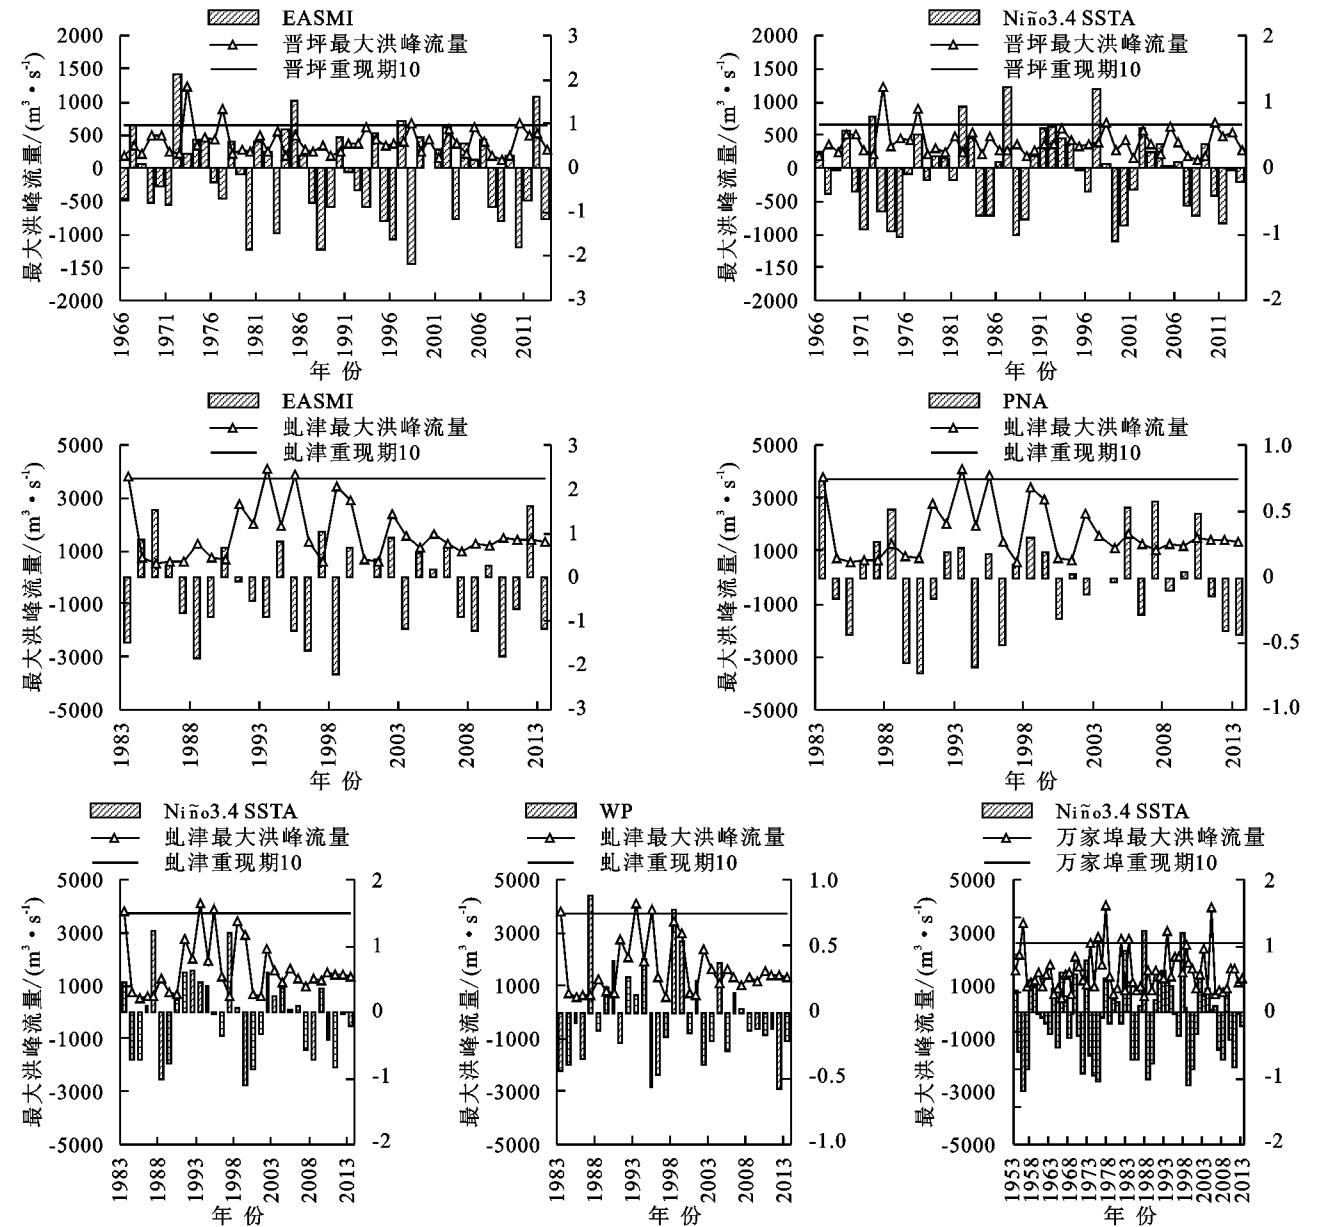 EASMI
晋坪最大洪峰流量
晋坪重现期10
最大洪峰流量/(m³·s⁻¹)
2000
1500
1000
500
0
-500
-1000
-150
-2000
3
2
1
0
-1
-2
-3
1966 1971 1976 1981 1986 1991 1996 2001 2006 2011
年 份
Niño3.4 SSTA
晋坪最大洪峰流量
晋坪重现期10
最大洪峰流量/(m³·s⁻¹)
2000
1500
1000
500
0
-500
-1000
-150
-2000
2
1
0
-1
-2
1966 1971 1976 1981 1986 1991 1996 2001 2006 2011
年 份
EASMI
虬津最大洪峰流量
虬津重现期10
最大洪峰流量/(m³·s⁻¹)
5000
3000
1000
-1000
-3000
-5000
3
2
1
0
-1
-2
-3
1983 1988 1993 1998 2003 2008 2013
年 份
PNA
虬津最大洪峰流量
虬津重现期10
最大洪峰流量/(m³·s⁻¹)
5000
3000
1000
-1000
-3000
-5000
1.0
0.5
0
-0.5
-1.0
1983 1988 1993 1998 2003 2008 2013
年 份
Niño3.4 SSTA
虬津最大洪峰流量
虬津重现期10
最大洪峰流量/(m³·s⁻¹)
5000
3000
1000
-1000
-3000
-5000
2
1
0
-1
-2
1983 1988 1993 1998 2003 2008 2013
年 份
WP
虬津最大洪峰流量
虬津重现期10
最大洪峰流量/(m³·s⁻¹)
5000
3000
1000
-1000
-3000
-5000
1.0
0.5
0
-0.5
-1.0
1983 1988 1993 1998 2003 2008 2013
年 份
Niño3.4 SSTA
万家埠最大洪峰流量
万家埠重现期10
最大洪峰流量/(m³·s⁻¹)
5000
3000
1000
-1000
-3000
-5000
2
1
0
-1
-2
1953 1958 1963 1968 1973 1978 1983 1988 1993 1998 2003 2008 2013
年 份